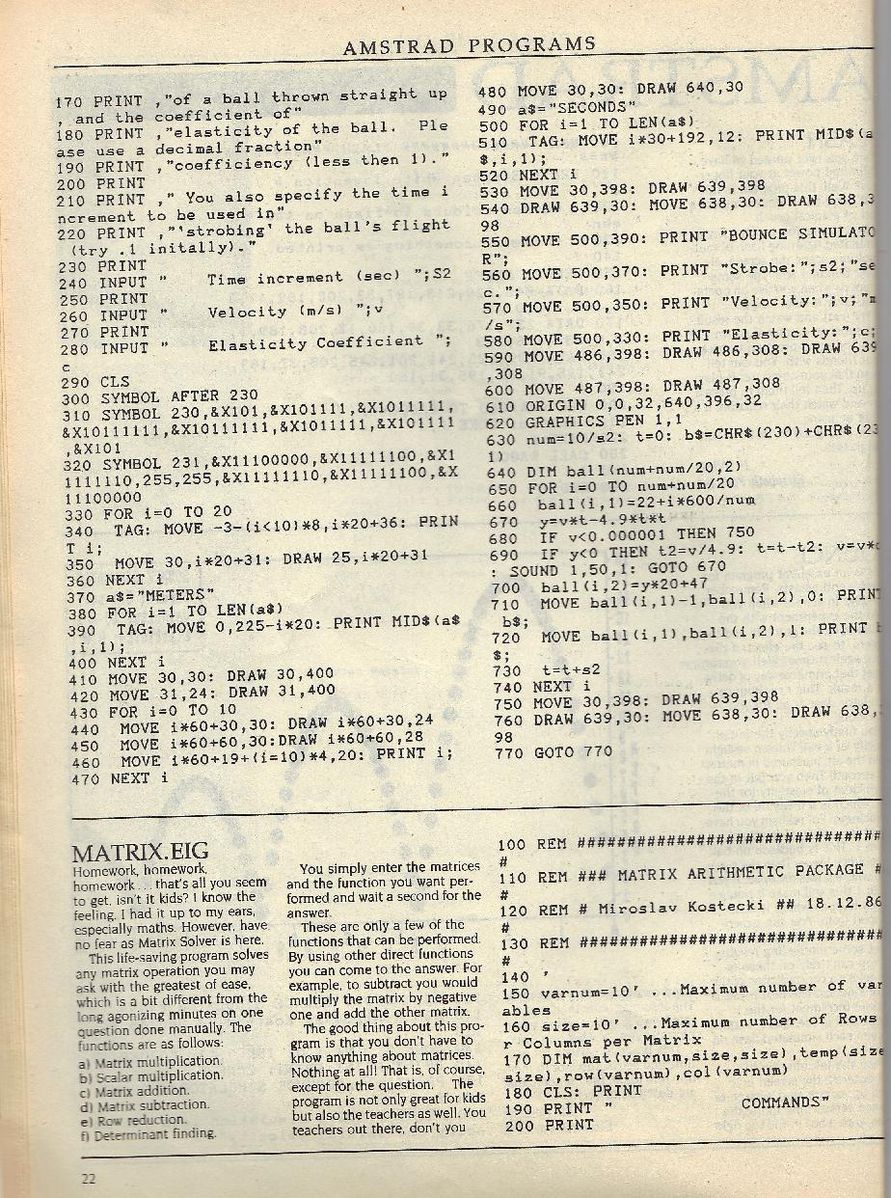 AMSTRAD PROGRAMS
170 PRINT ,"of a ball thrown straight up
, and the coefficient of"
180 PRINT ,"elasticity of the ball.  Ple
ase use a decimal fraction"
190 PRINT ,"coefficiency (less then 1)."
200 PRINT
210 PRINT ," You also specify the time i
ncrement to be used in"
220 PRINT ,"'strobing' the ball's flight
 (try .1 initally)."
230 PRINT
240 INPUT "    Time increment (sec) ";S2
250 PRINT
260 INPUT "    Velocity (m/s) ";v
270 PRINT
280 INPUT "    Elasticity Coefficient ";
c
290 CLS
300 SYMBOL AFTER 230
310 SYMBOL 230,&X101,&X101111,&X1011111,
&X10111111,&X10111111,&X1011111,&X101111
,&X101
320 SYMBOL 231,&X11100000,&X11111100,&X1
1111110,255,255,&X11111110,&X11111100,&X
11100000
330 FOR i=0 TO 20
340  TAG: MOVE -3-(i<10)*8,i*20+36: PRIN
T i;
350  MOVE 30,i*20+31: DRAW 25,i*20+31
360 NEXT i
370 a$="METERS"
380 FOR i=1 TO LEN(a$)
390  TAG: MOVE 0,225-i*20: PRINT MID$(a$
,i,1);
400 NEXT i
410 MOVE 30,30: DRAW 30,400
420 MOVE 31,24: DRAW 31,400
430 FOR i=0 TO 10
440  MOVE i*60+30,30: DRAW i*60+30,24
450  MOVE i*60+60,30:DRAW i*60+60,28
460  MOVE i*60+19+(i=10)*4,20: PRINT i;
470 NEXT i
480 MOVE 30,30: DRAW 640,30
490 a$="SECONDS"
500 FOR i=1 TO LEN(a$)
510  TAG: MOVE i*30+192,12: PRINT MID$(a
$,i,1);
520 NEXT i
530 MOVE 30,398: DRAW 639,398
540 DRAW 639,30: MOVE 638,30: DRAW 638,3
98
550 MOVE 500,390: PRINT "BOUNCE SIMULATO
R";
560 MOVE 500,370: PRINT "Strobe:";s2;"se
c.";
570 MOVE 500,350: PRINT "Velocity:";v;"m
/s";
580 MOVE 500,330: PRINT "Elasticity:";c;
590 MOVE 486,398: DRAW 486,308: DRAW 639
,308
600 MOVE 487,398: DRAW 487,308
610 ORIGIN 0,0,32,640,396,32
620 GRAPHICS PEN 1,1
630 num=10/s2: t=0: b$=CHR$(230)+CHR$(23
1)
640 DIM ball(num+num/20,2)
650 FOR i=0 TO num+num/20
660  ball(i,1)=22+i*600/num
670  y=v*t-4.9*t*t
680  IF v<0.000001 THEN 750
690  IF y<0 THEN t2=v/4.9: t=t-t2: v=v*c
: SOUND 1,50,1: GOTO 670
700  ball(i,2)=y*20+47
710  MOVE ball(i,1)-1,ball(i,2),0: PRINT
 b$;
720  MOVE ball(i,1),ball(i,2),1: PRINT b
$;
730  t=t+s2
740 NEXT i
750 MOVE 30,398: DRAW 639,398
760 DRAW 639,30: MOVE 638,30: DRAW 638,
98
770 GOTO 770
MATRIX.EIG
Homework, homework,
homework . . . that's all you seem
to get, isn't it kids? I know the
feeling, I had it up to my ears,
especially maths. However, have
no fear as Matrix Solver is here.
This life-saving program solves
any matrix operation you may
ask with the greatest of ease,
which is a bit different from the
long agonizing minutes on one
question done manually. The
functions are as follows:
a) Matrix multiplication.
b) Scalar multiplication.
c) Matrix addition.
d) Matrix subtraction.
e) Row reduction.
f) Determinant finding.
You simply enter the matrices
and the function you want per-
formed and wait a second for the
answer.
These are only a few of the
functions that can be performed.
By using other direct functions
you can come to the answer. For
example, to subtract you would
multiply the matrix by negative
one and add the other matrix.
The good thing about this pro-
gram is that you don't have to
know anything about matrices.
Nothing at all! That is, of course,
except for the question.  The
program is not only great for kids
but also the teachers as well. You
teachers out there, don't you
100 REM ###############################
#
110 REM ### MATRIX ARITHMETIC PACKAGE #
#
120 REM # Miroslav Kostecki ## 18.12.86
#
130 REM ###############################
#
140 '
150 varnum=10' ...Maximum number of var
ables
160 size=10' ...Maximum number of Rows
r Columns per Matrix
170 DIM mat(varnum,size,size),temp(size
size),row(varnum),col(varnum)
180 CLS: PRINT
190 PRINT "             COMMANDS"
200 PRINT
22